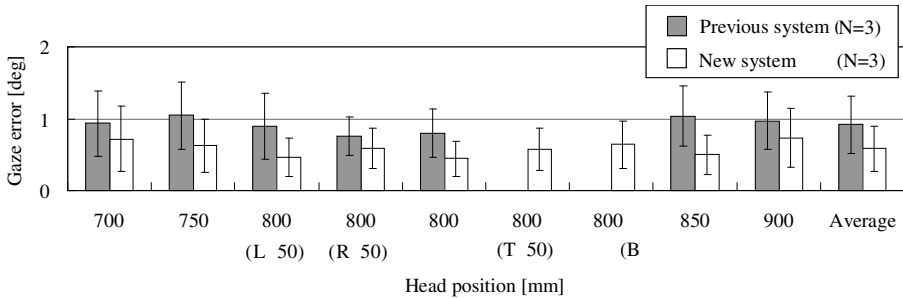 Previous system (N=3)
New system (N=3)
Gaze error [deg]
2
1
0
700 750 800 800 800 800 800 850 900 Average
(L 50) (R 50) (T 50) (B
Head position [mm]